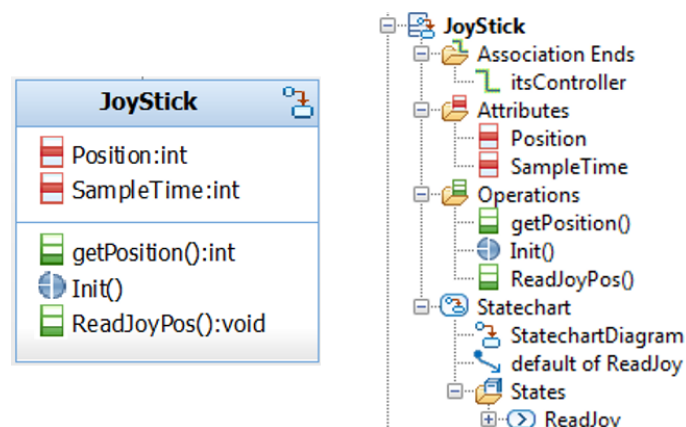 JoyStick
Position:int
SampleTime:int
getPosition():int
Init()
ReadJoyPos():void
JoyStick
Association Ends
itsController
Attributes
Position
SampleTime
Operations
getPosition()
Init()
ReadJoyPos()
Statechart
StatechartDiagram
default of ReadJoy
States
ReadJoy